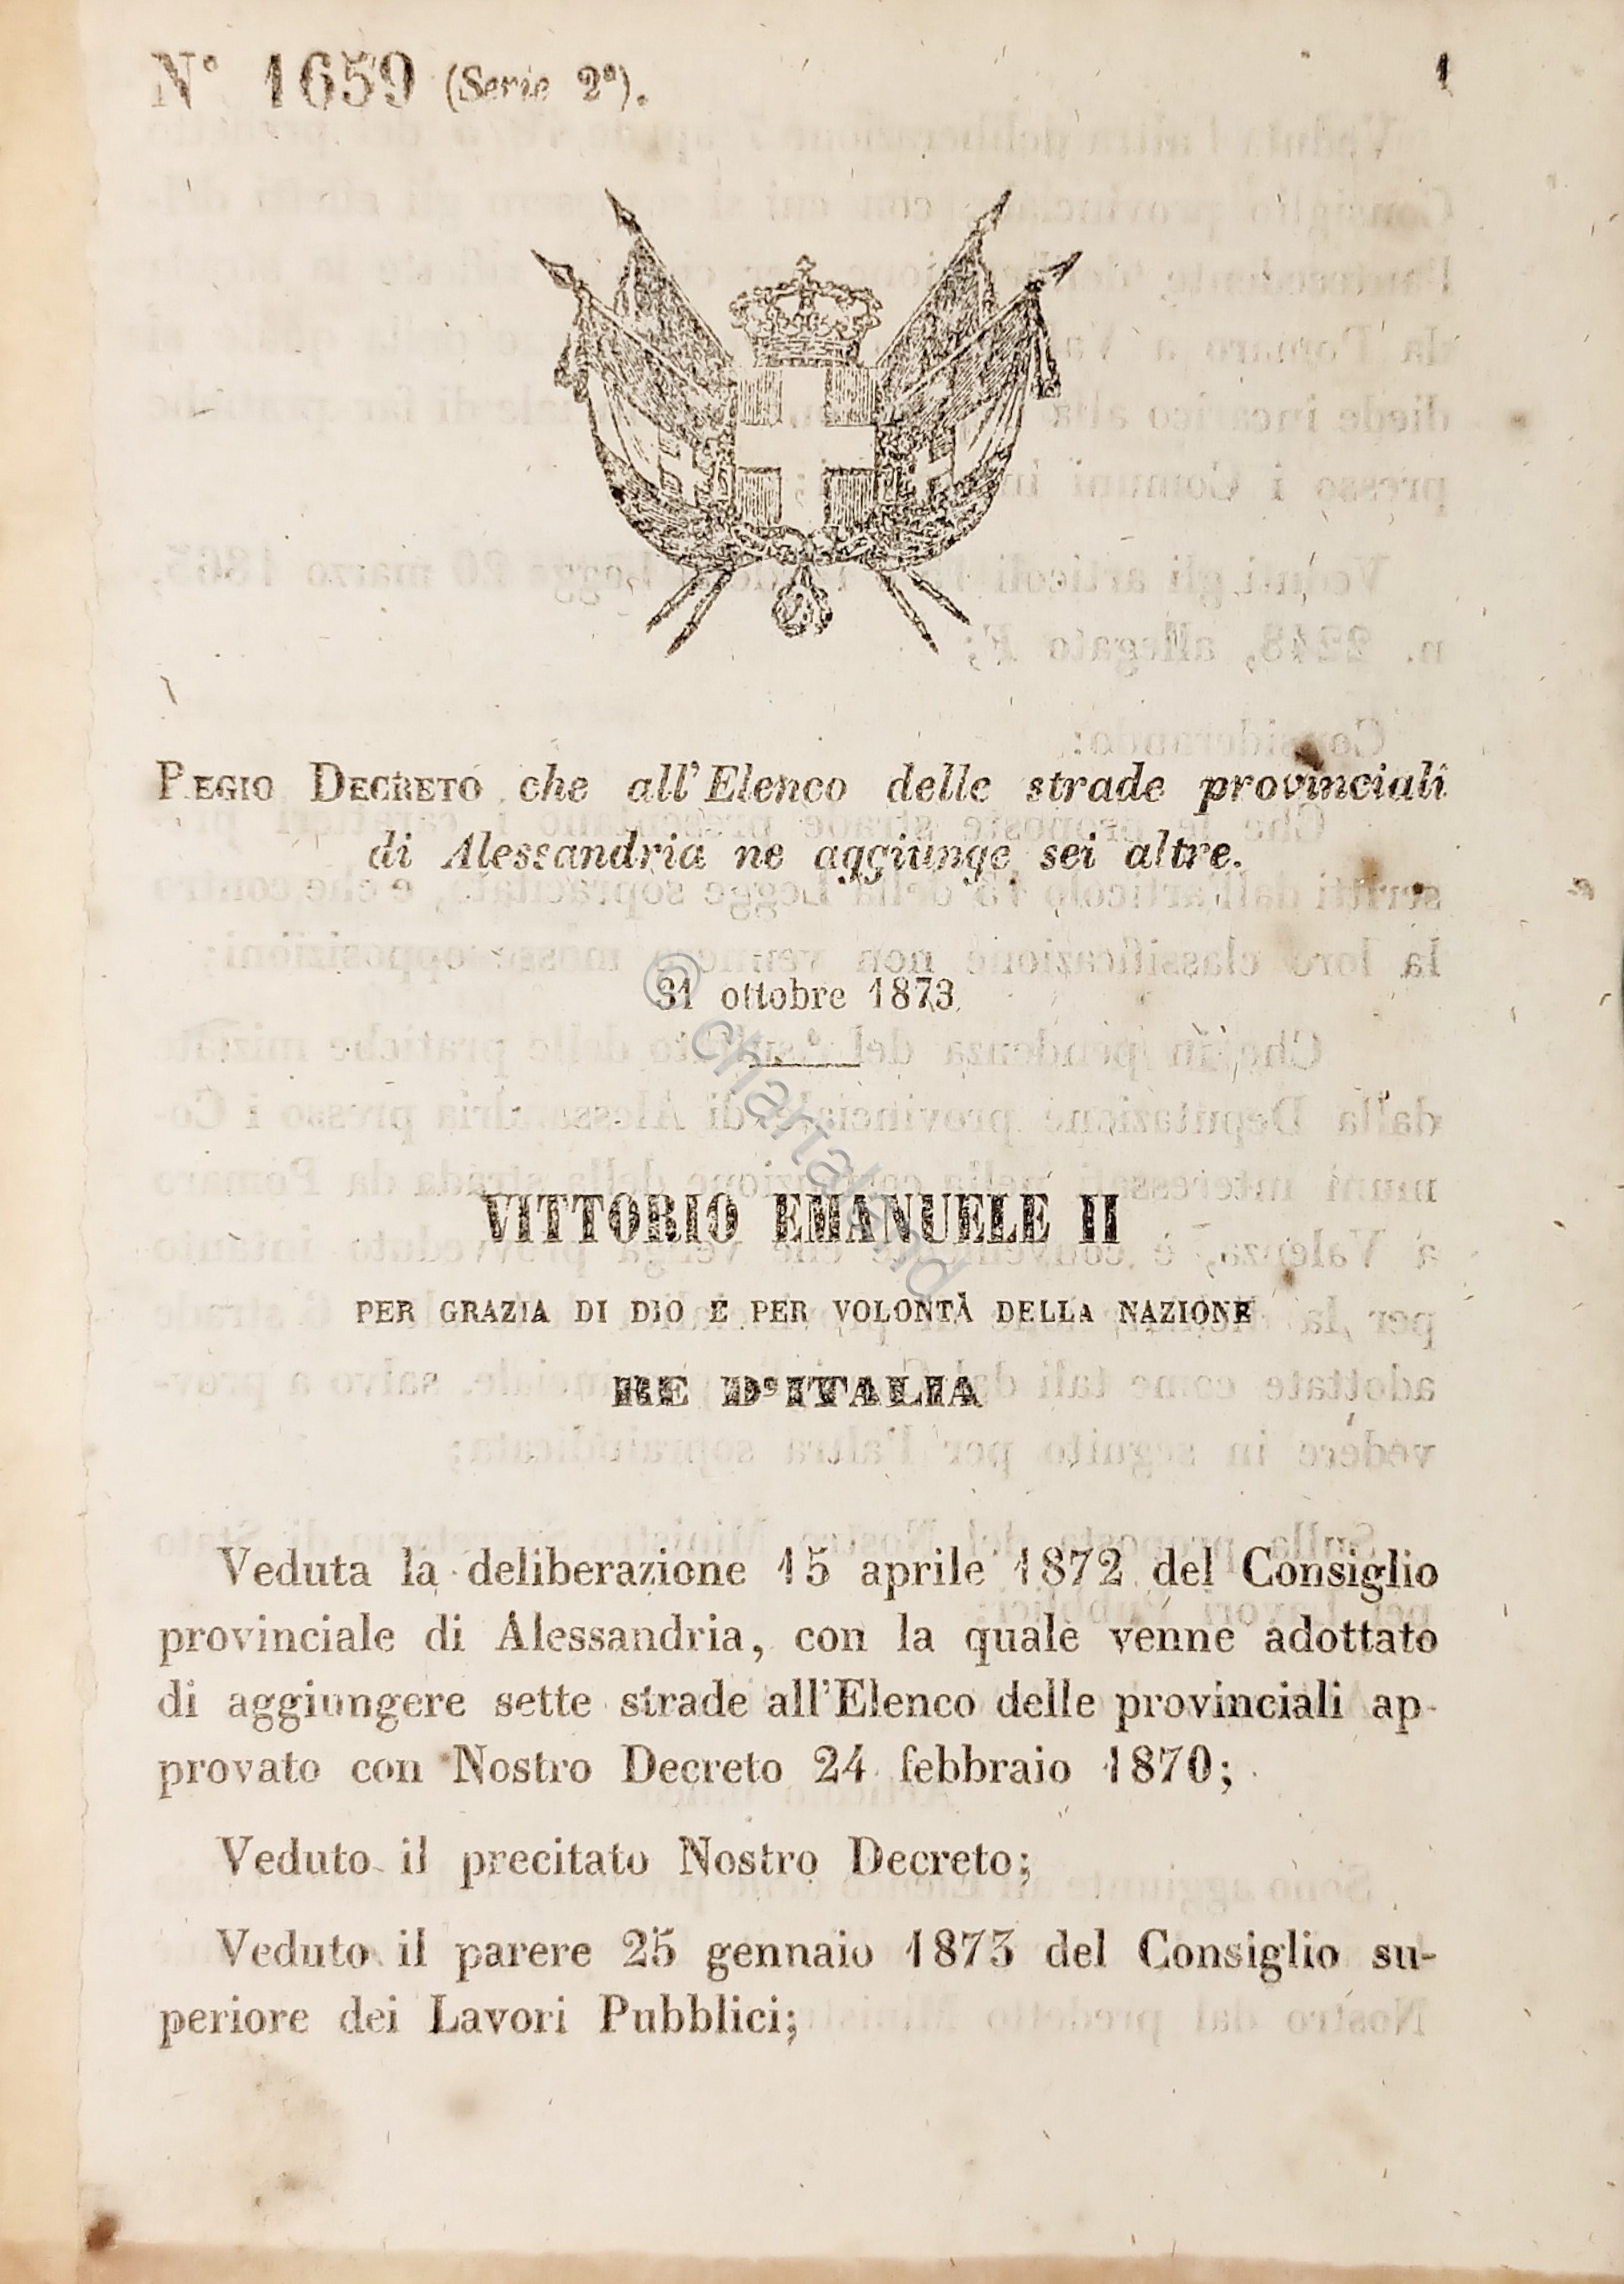 N° 1659 (Serie 2ª).
1
REGIO DECRETO che all'Elenco delle strade provinciali
di Alessandria ne aggiunge sei altre.
31 ottobre 1873
VITTORIO EMANUELE II
PER GRAZIA DI DIO E PER VOLONTÀ DELLA NAZIONE
RE D'ITALIA
Veduta la deliberazione 15 aprile 1872 del Consiglio
provinciale di Alessandria, con la quale venne adottato
di aggiungere sette strade all'Elenco delle provinciali ap-
provato con Nostro Decreto 24 febbraio 1870;
Veduto il precitato Nostro Decreto;
Veduto il parere 25 gennaio 1873 del Consiglio su-
periore dei Lavori Pubblici;
© chartaland